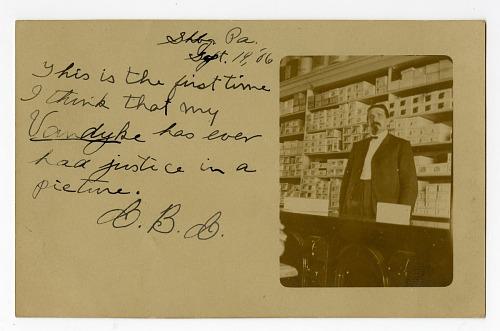 Shbg. Pa.
Sept. 18, '06
This is the first time
I think that my
Vandyke has ever
had justice in a
picture.